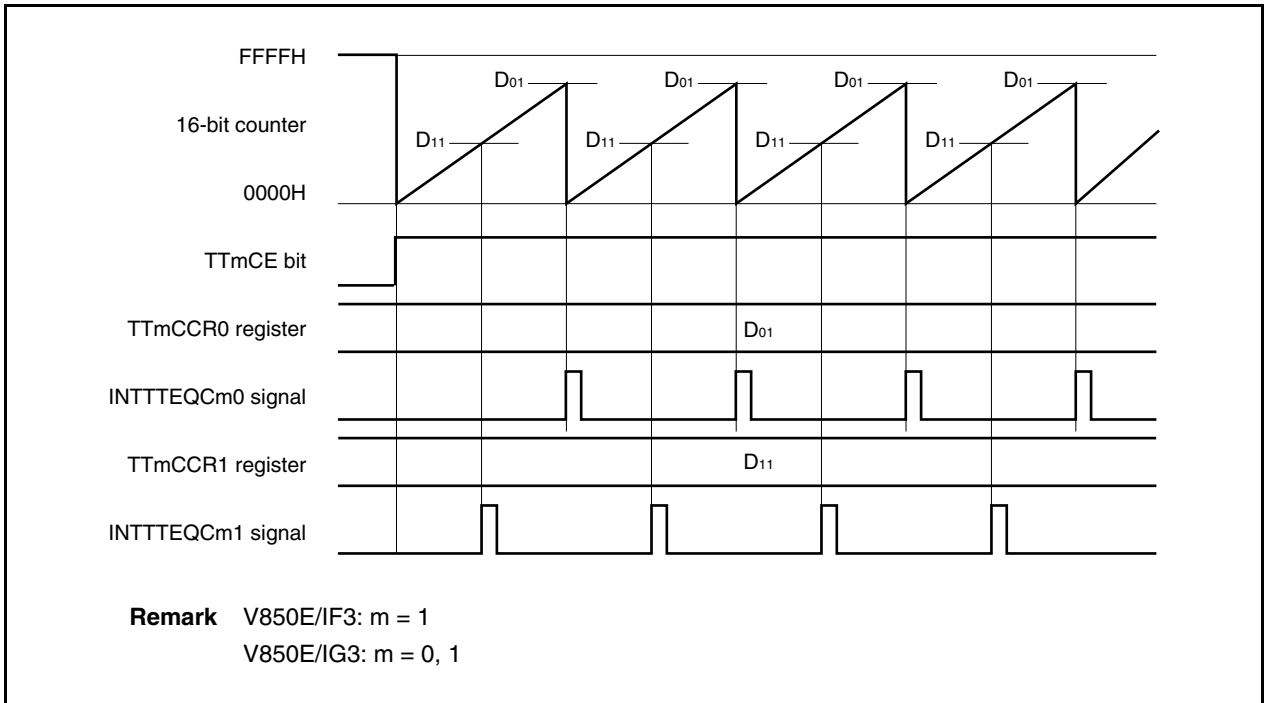 FFFFH
D01 D01 D01 D01
16-bit counter
D11 D11 D11 D11
0000H
TTmCE bit
TTmCCR0 register D01
INTTTEQCm0 signal
TTmCCR1 register D11
INTTTEQCm1 signal
Remark V850E/IF3: m = 1
V850E/IG3: m = 0, 1